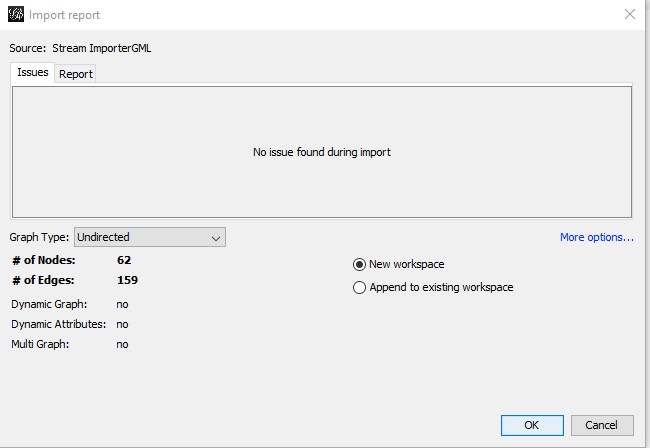 Import report
Source: Stream ImporterGML
Issues Report
No issue found during import
Graph Type: Undirected More options...
# of Nodes: 62
# of Edges: 159
New workspace
Append to existing workspace
Dynamic Graph: no
Dynamic Attributes: no
Multi Graph: no
OK Cancel